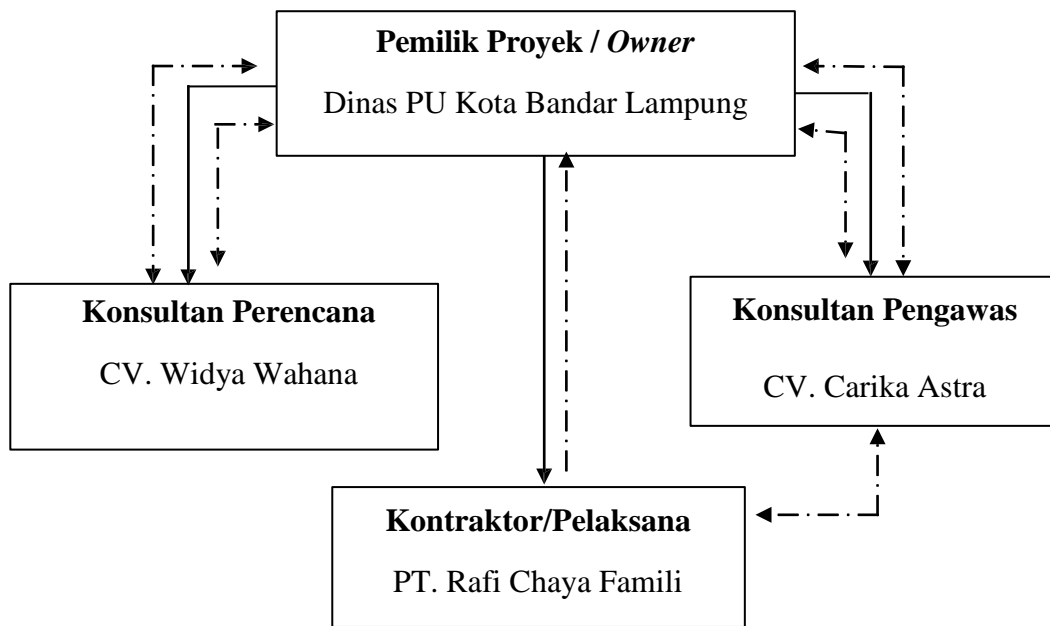 Pemilik Proyek / Owner
Dinas PU Kota Bandar Lampung
Konsultan Perencana
CV. Widya Wahana
Konsultan Pengawas
CV. Carika Astra
Kontraktor/Pelaksana
PT. Rafi Chaya Famili